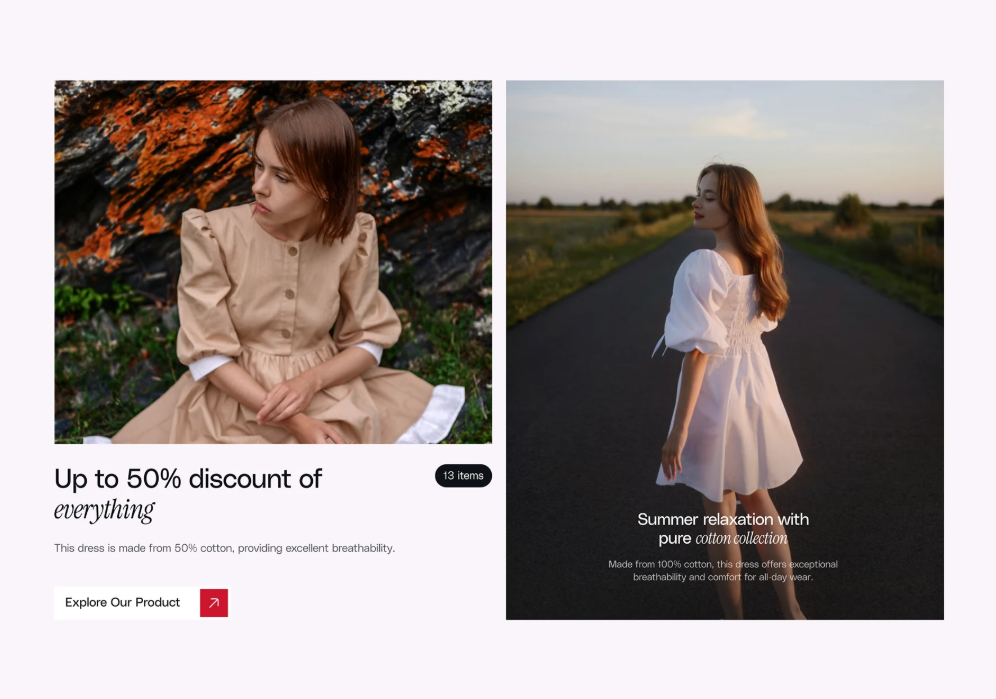 Up to 50% discount of
everything
13 items
This dress is made from 50% cotton, providing excellent breathability.
Explore Our Product
Summer relaxation with
pure cotton collection
Made from 100% cotton, this dress offers exceptional
breathability and comfort for all-day wear.